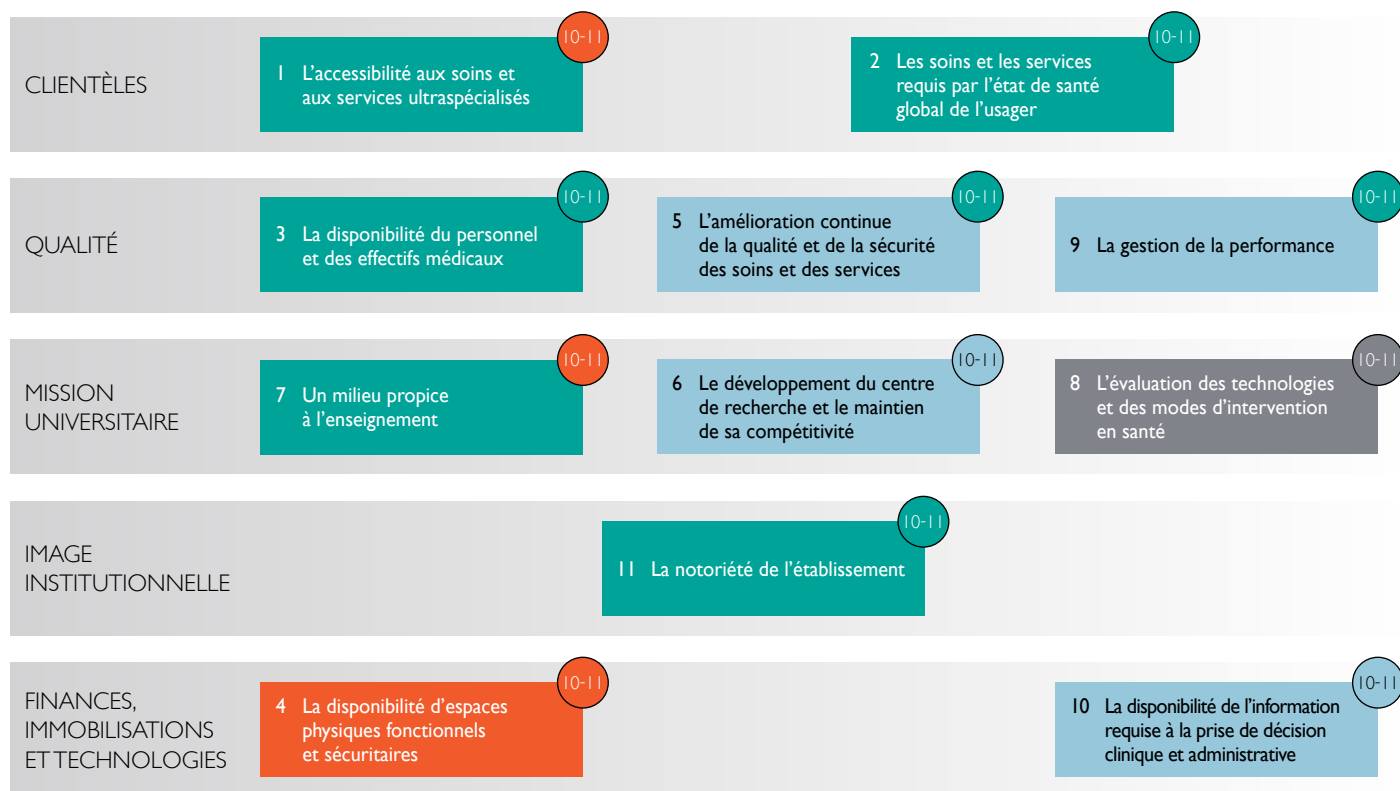 CLIENTÈLES
10-11
1 L'accessibilité aux soins et
aux services ultraspécialisés
10-11
2 Les soins et les services
requis par l'état de santé
global de l'usager
QUALITÉ
10-11
3 La disponibilité du personnel
et des effectifs médicaux
10-11
5 L'amélioration continue
de la qualité et de la sécurité
des soins et des services
10-11
9 La gestion de la performance
MISSION
UNIVERSITAIRE
10-11
7 Un milieu propice
à l'enseignement
10-11
6 Le développement du centre
de recherche et le maintien
de sa compétitivité
10-11
8 L'évaluation des technologies
et des modes d'intervention
en santé
IMAGE
INSTITUTIONNELLE
10-11
11 La notoriété de l'établissement
FINANCES,
IMMOBILISATIONS
ET TECHNOLOGIES
10-11
4 La disponibilité d'espaces
physiques fonctionnels
et sécuritaires
10-11
10 La disponibilité de l'information
requise à la prise de décision
clinique et administrative